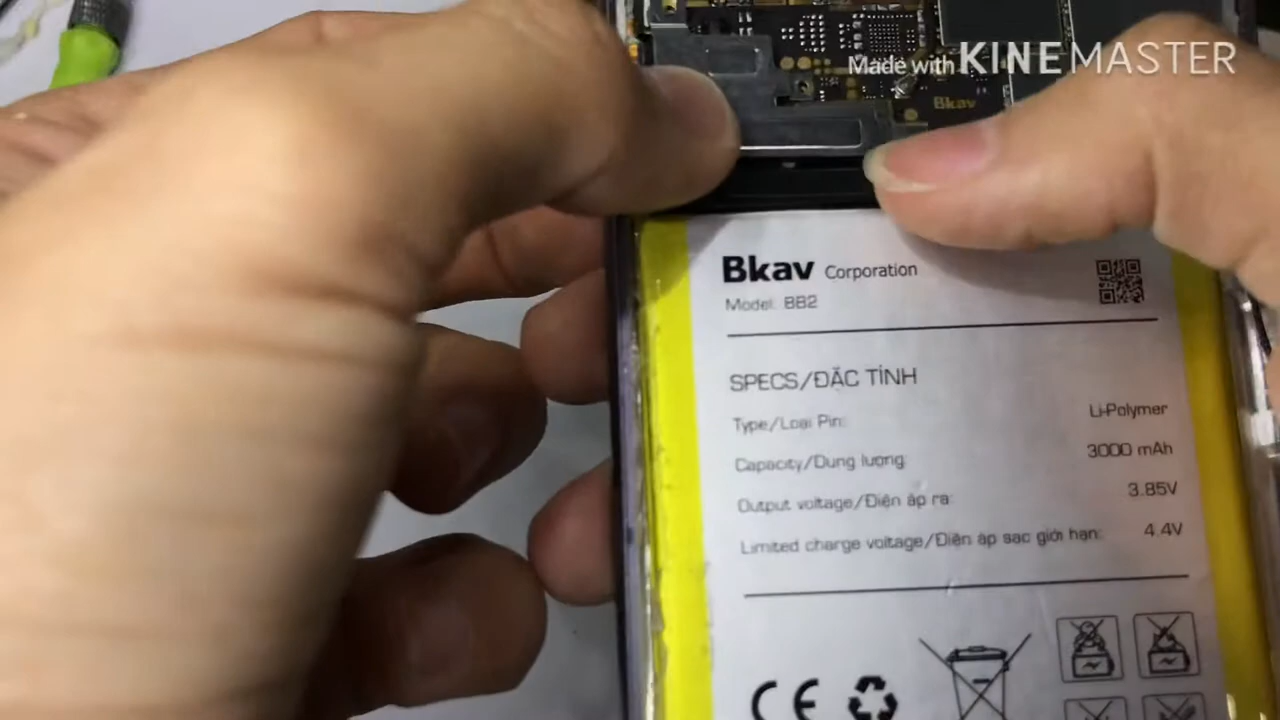 Made with KINEMASTER
Bkav
Bkav Corporation
Model: BB2
SPECS/ĐẶC TÍNH
Type/Loại Pin: Li-Polymer
Capacity/Dung lượng: 3000 mAh
Output voltage/Điện áp ra: 3.85V
Limited charge voltage/Điện áp sạc giới hạn: 4.4V
CE